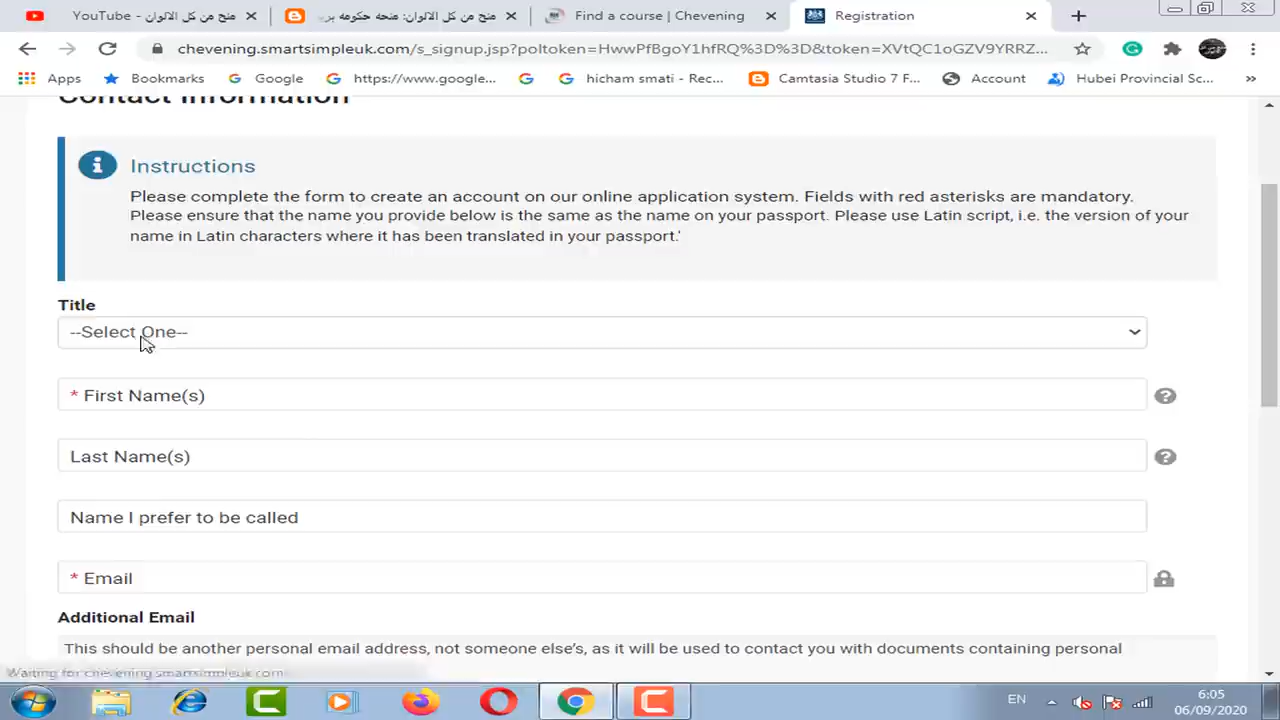 YouTube - منح من كل الالوان
منح من كل الالوان: منحه حكومه بر
Find a course | Chevening
Registration
chevening.smartsimpleuk.com/s_signup.jsp?poltoken=HwwPfBgoY1hfRQ%3D%3D&token=XVtQC1oGZV9YRRZ...
Apps
Bookmarks
Google
https://www.google...
hicham smati - Rec...
Camtasia Studio 7 F...
Account
Hubei Provincial Sc...
»
Contact Information
Instructions
Please complete the form to create an account on our online application system. Fields with red asterisks are mandatory.
Please ensure that the name you provide below is the same as the name on your passport. Please use Latin script, i.e. the version of your
name in Latin characters where it has been translated in your passport.'
Title
--Select One--
* First Name(s)
Last Name(s)
Name I prefer to be called
* Email
Additional Email
This should be another personal email address, not someone else's, as it will be used to contact you with documents containing personal
Waiting for chevening.smartsimpleuk.com
EN
6:05
06/09/2020